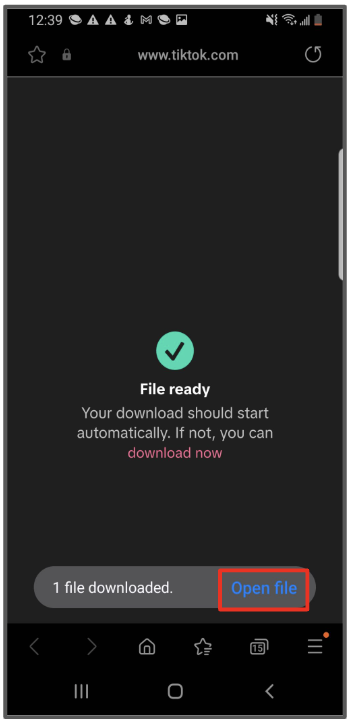 12:39
www.tiktok.com
File ready
Your download should start
automatically. If not, you can
download now
1 file downloaded.
Open file
15